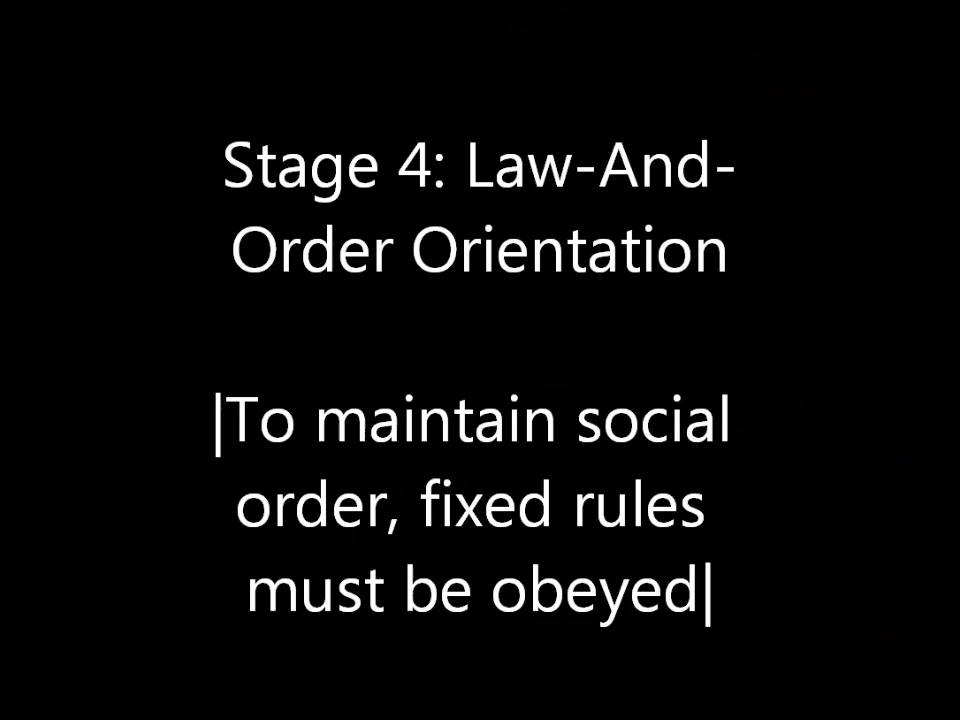 Stage 4: Law-And-
Order Orientation
|To maintain social
order, fixed rules
must be obeyed|